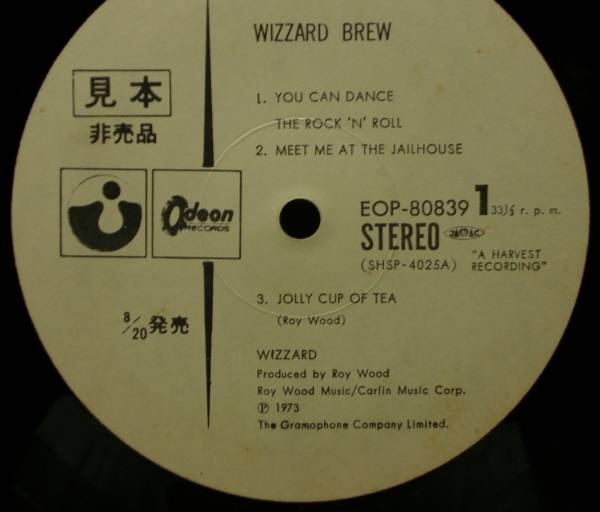 WIZZARD BREW
見本
非売品
1. YOU CAN DANCE
THE ROCK 'N' ROLL
2. MEET ME AT THE JAILHOUSE
Odeon
RECORDS
EOP-80839 1 33⅓ r. p. m.
STEREO
(SHSP-4025A)
"A HARVEST
RECORDING"
3. JOLLY CUP OF TEA
(Roy Wood)
8/20発売
WIZZARD
Produced by Roy Wood
Roy Wood Music/Carlin Music Corp.
Ⓟ 1973
The Gramophone Company Limited.